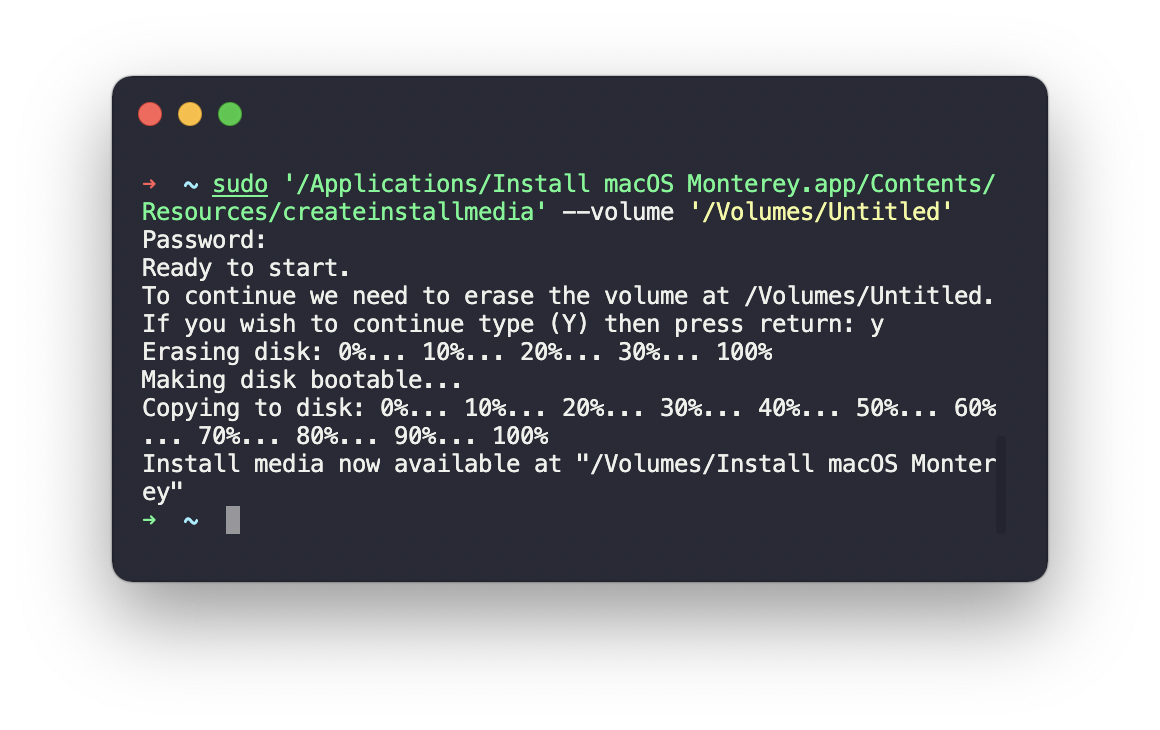 ➜  ~ sudo '/Applications/Install macOS Monterey.app/Contents/
Resources/createinstallmedia' --volume '/Volumes/Untitled'
Password:
Ready to start.
To continue we need to erase the volume at /Volumes/Untitled.
If you wish to continue type (Y) then press return: y
Erasing disk: 0%... 10%... 20%... 30%... 100%
Making disk bootable...
Copying to disk: 0%... 10%... 20%... 30%... 40%... 50%... 60%
... 70%... 80%... 90%... 100%
Install media now available at "/Volumes/Install macOS Monter
ey"
➜  ~